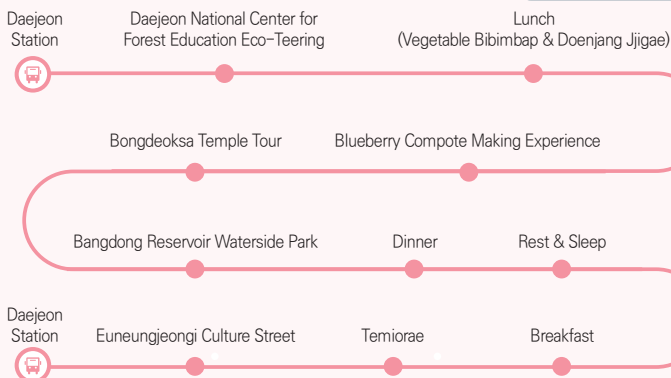 Daejeon
Station
Daejeon National Center for
Forest Education Eco-Teering
Lunch
(Vegetable Bibimbap & Doenjang Jjigae)
Bongdeoksa Temple Tour
Blueberry Compote Making Experience
Bangdong Reservoir Waterside Park
Dinner
Rest & Sleep
Daejeon
Station
Euneungjeongi Culture Street
Temiorae
Breakfast